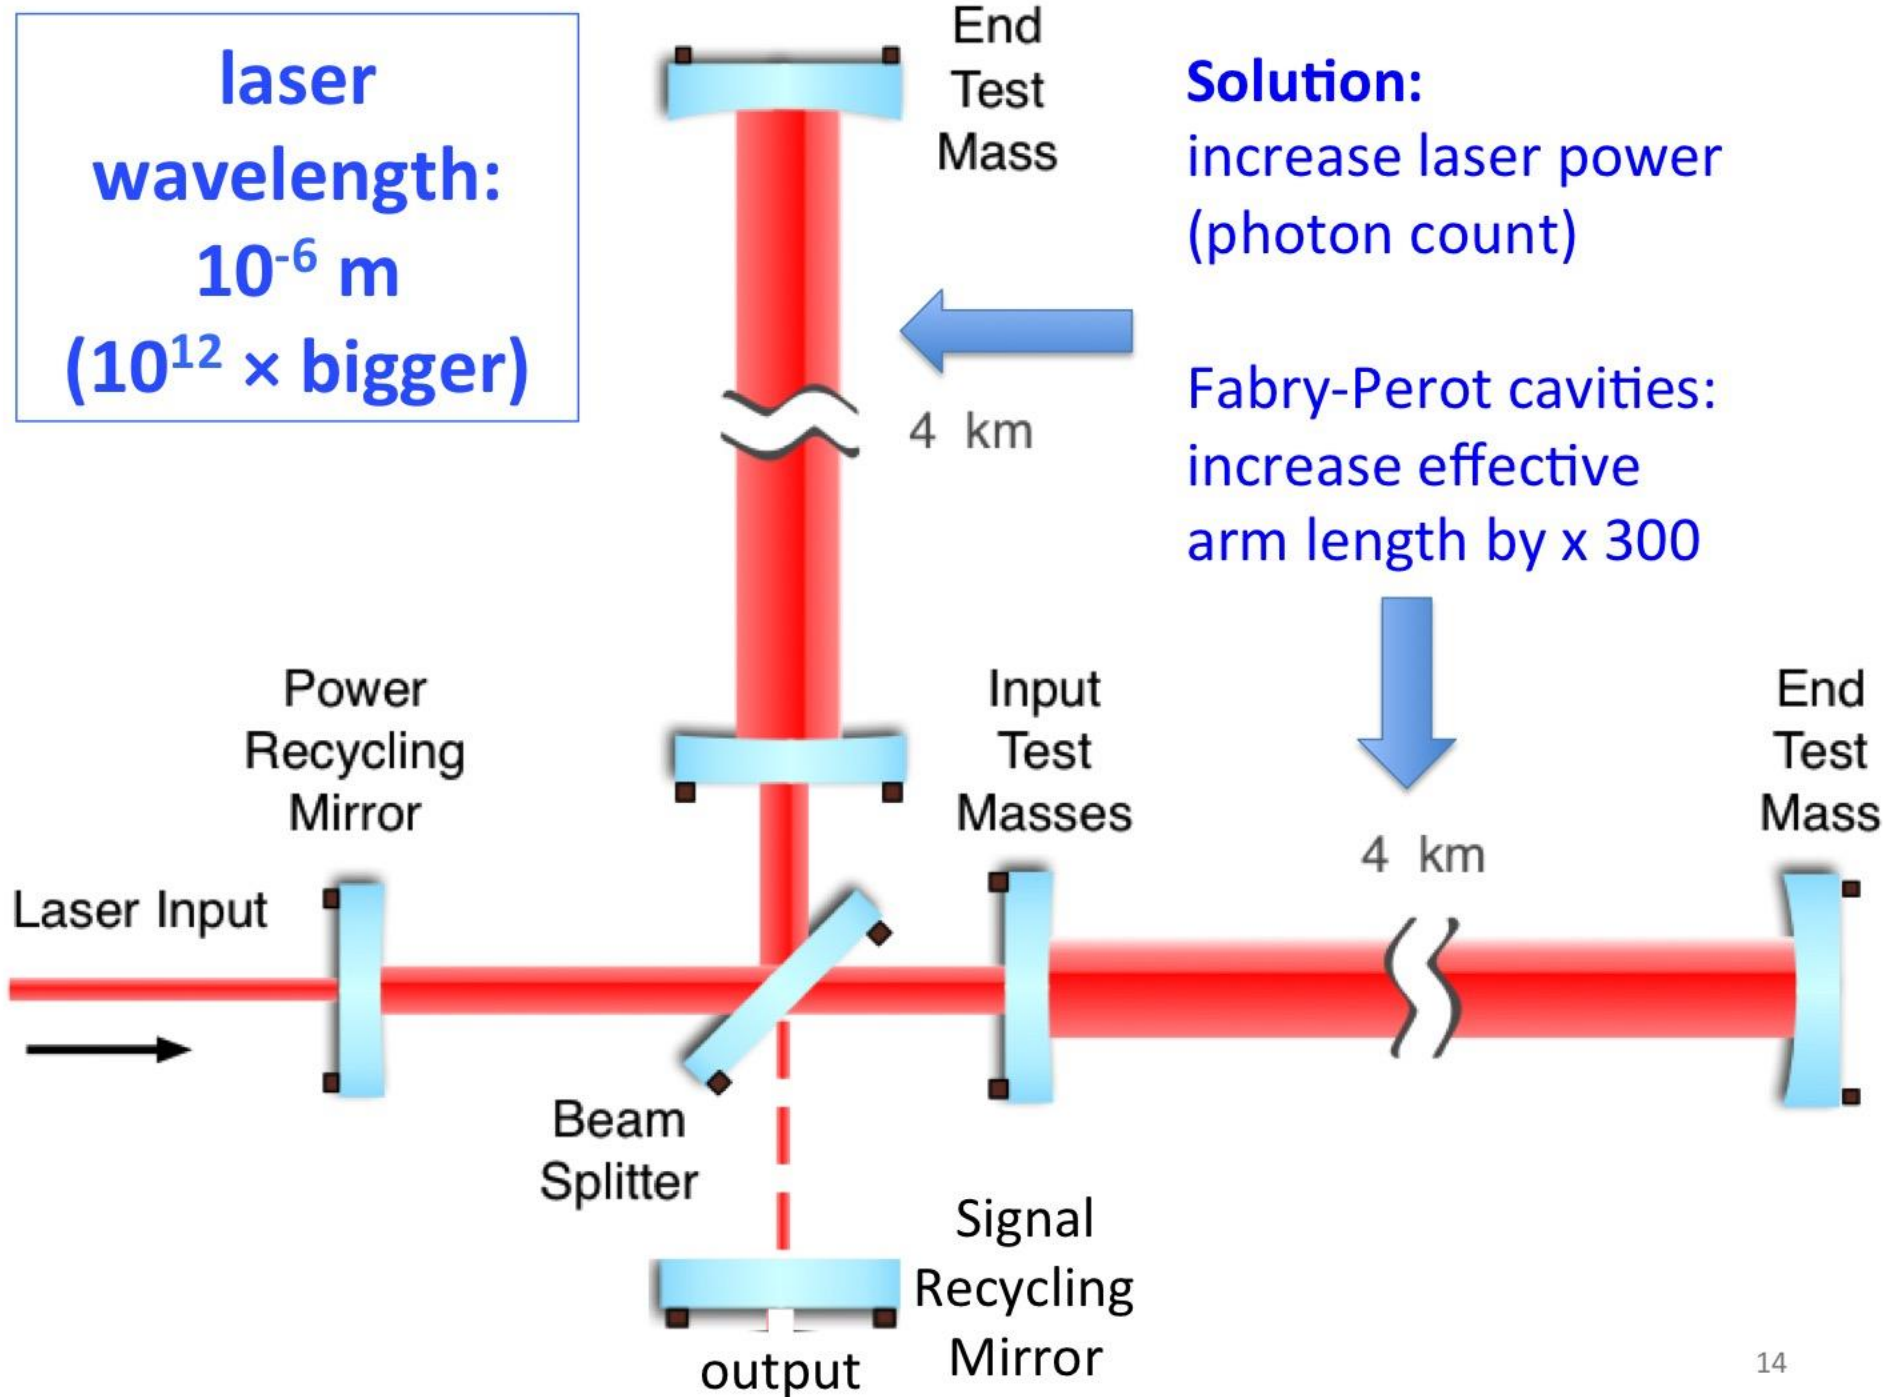 laser
wavelength:
10⁻⁶ m
(10¹² × bigger)
End
Test
Mass
Solution:
increase laser power
(photon count)
Fabry-Perot cavities:
increase effective
arm length by x 300
4 km
Power
Recycling
Mirror
Input
Test
Masses
End
Test
Mass
4 km
Laser Input
Beam
Splitter
Signal
Recycling
Mirror
output
14